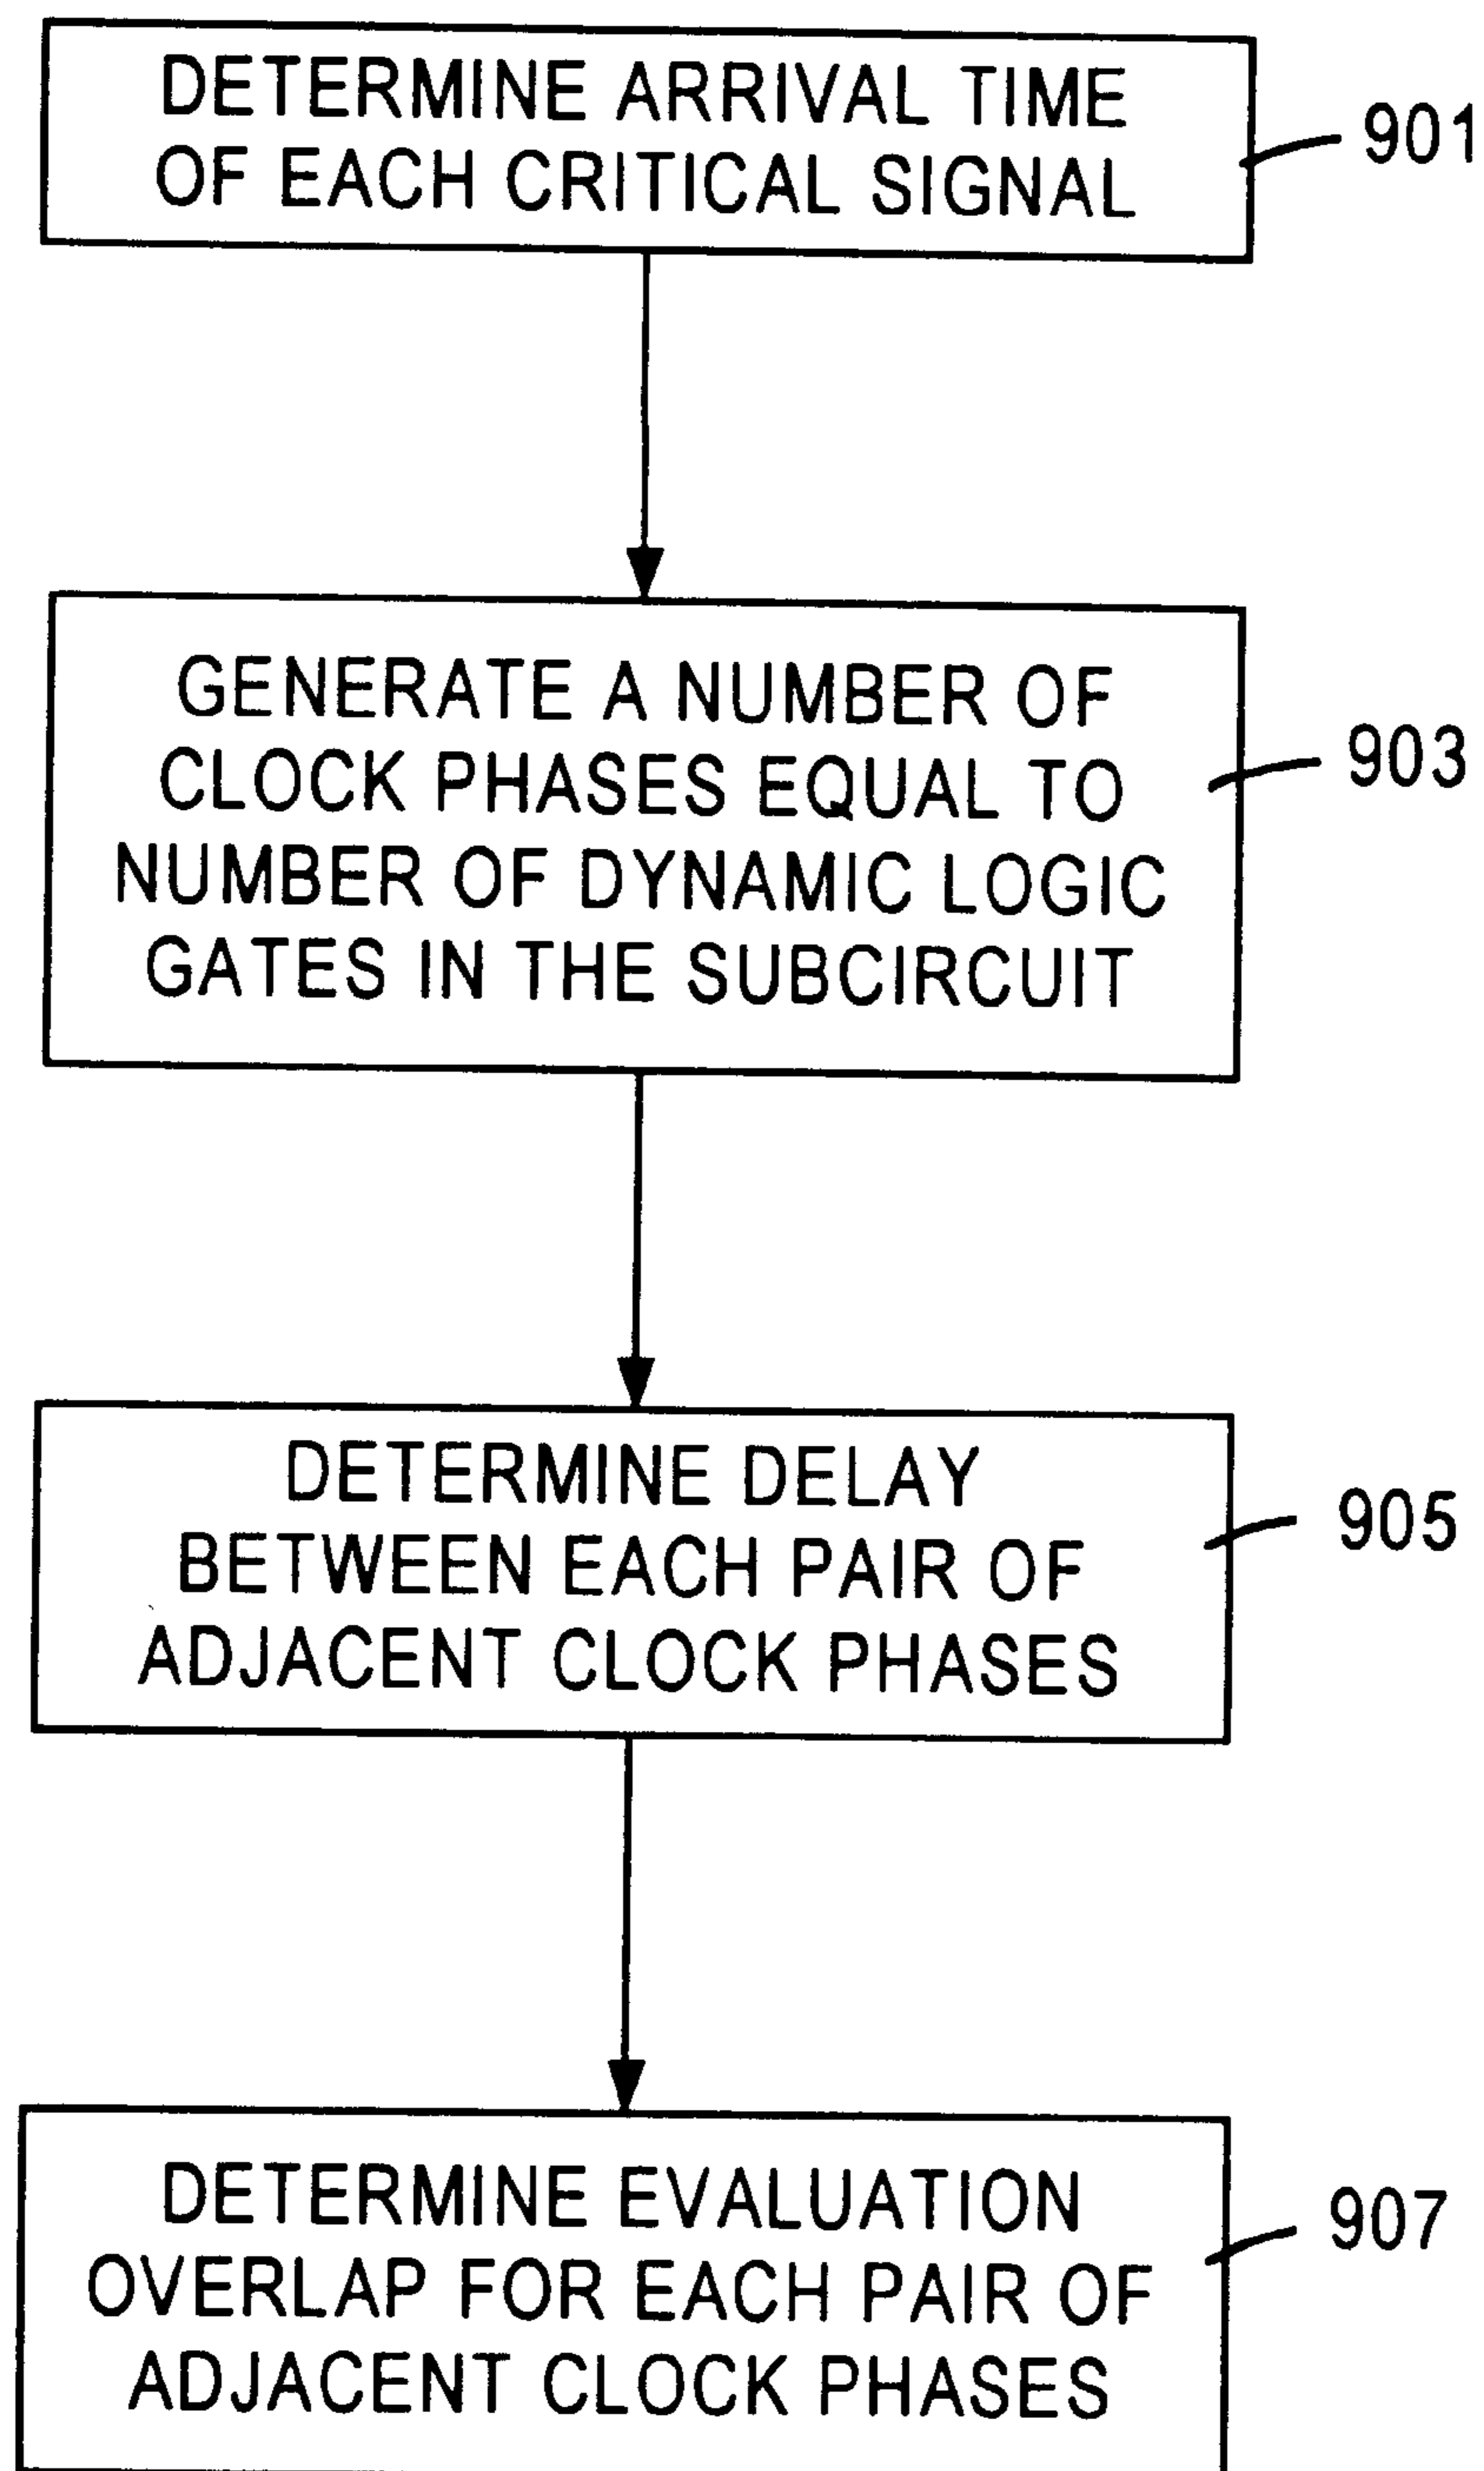 DETERMINE ARRIVAL TIME
OF EACH CRITICAL SIGNAL
901
GENERATE A NUMBER OF
CLOCK PHASES EQUAL TO
NUMBER OF DYNAMIC LOGIC
GATES IN THE SUBCIRCUIT
903
DETERMINE DELAY
BETWEEN EACH PAIR OF
ADJACENT CLOCK PHASES
905
DETERMINE EVALUATION
OVERLAP FOR EACH PAIR OF
ADJACENT CLOCK PHASES
907